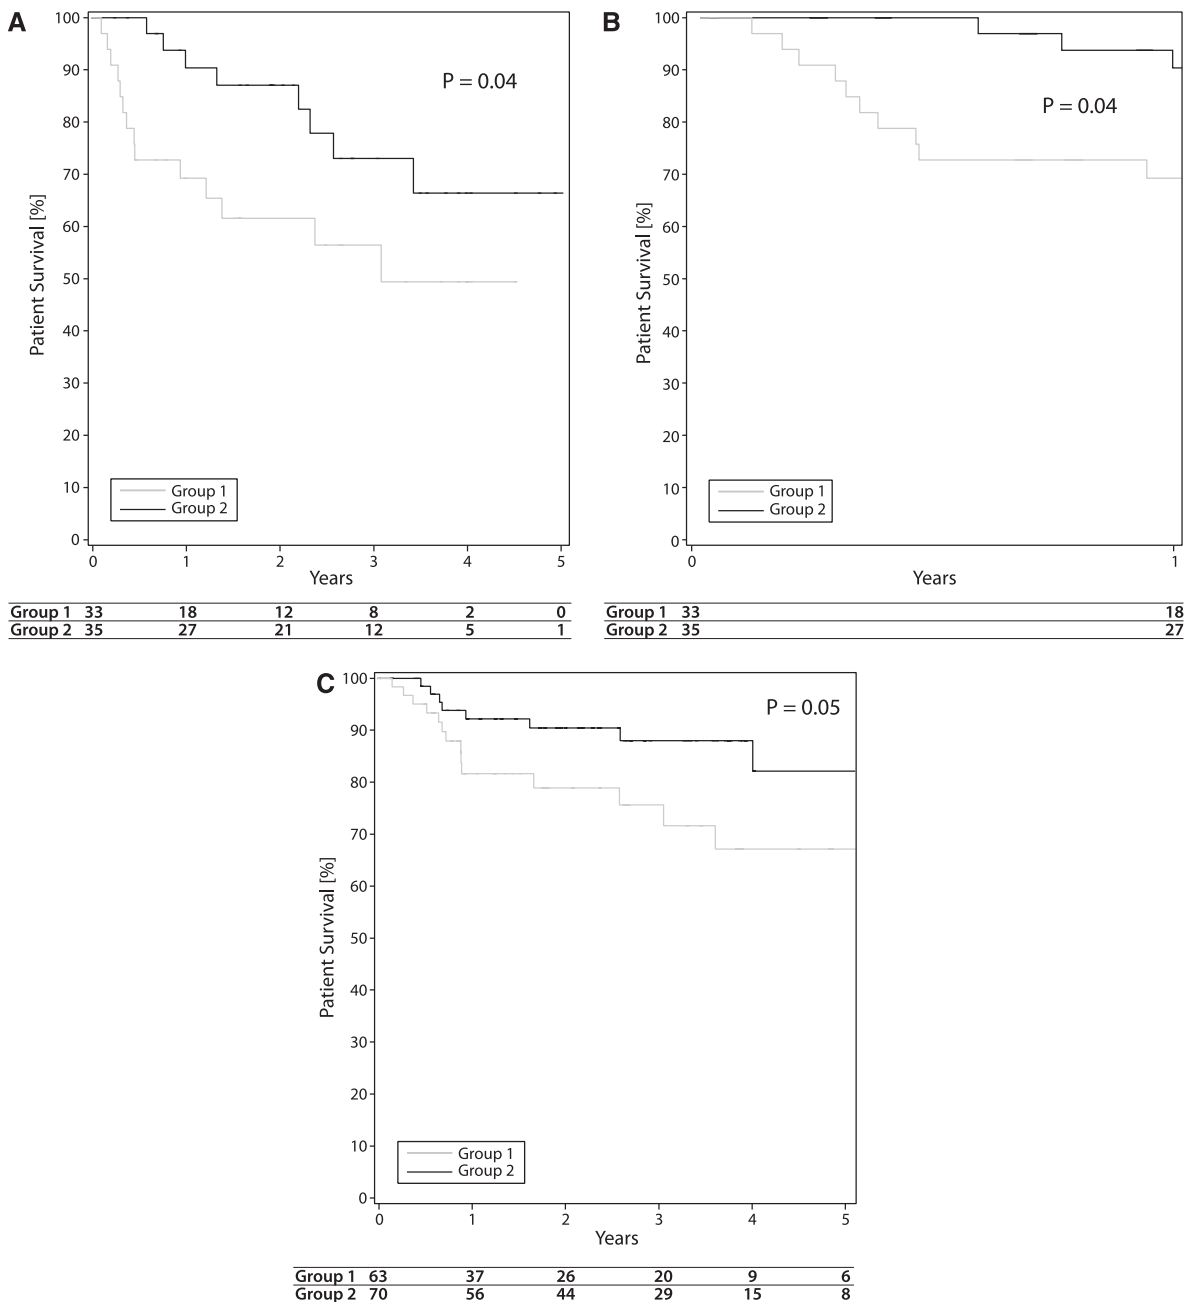 A
100
90
80
70
60
50
40
30
20
10
0
Patient Survival [%]
P = 0.04
Group 1
Group 2
0 1 2 3 4 5
Years
Group 1 33 18 12 8 2 0
Group 2 35 27 21 12 5 1
B
100
90
80
70
60
50
40
30
20
10
0
Patient Survival [%]
P = 0.04
Group 1
Group 2
0 1
Years
Group 1 33 18
Group 2 35 27
C
100
90
80
70
60
50
40
30
20
10
0
Patient Survival [%]
P = 0.05
Group 1
Group 2
0 1 2 3 4 5
Years
Group 1 63 37 26 20 9 6
Group 2 70 56 44 29 15 8